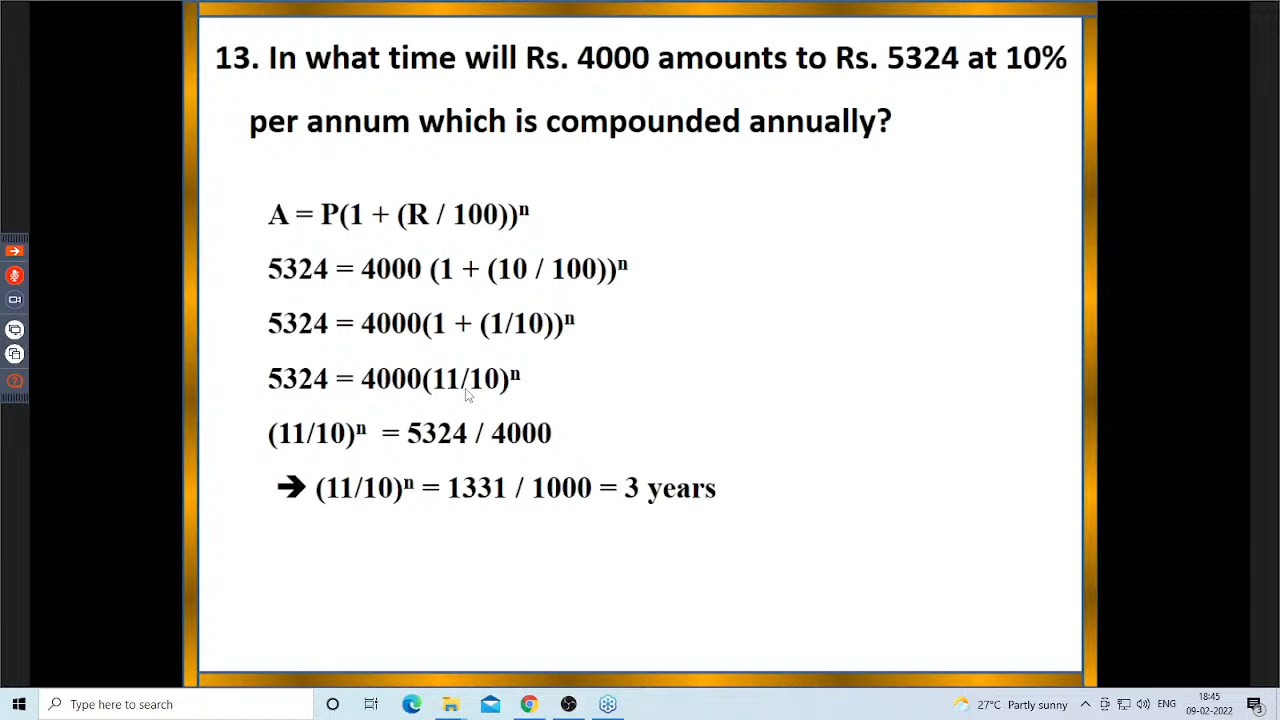 13. In what time will Rs. 4000 amounts to Rs. 5324 at 10%
per annum which is compounded annually?
A = P(1 + (R / 100))ⁿ
5324 = 4000 (1 + (10 / 100))ⁿ
5324 = 4000(1 + (1/10))ⁿ
5324 = 4000(11/10)ⁿ
(11/10)ⁿ = 5324 / 4000
➔ (11/10)ⁿ = 1331 / 1000 = 3 years
Type here to search
27°C Partly sunny
18:45
09-02-2022
3